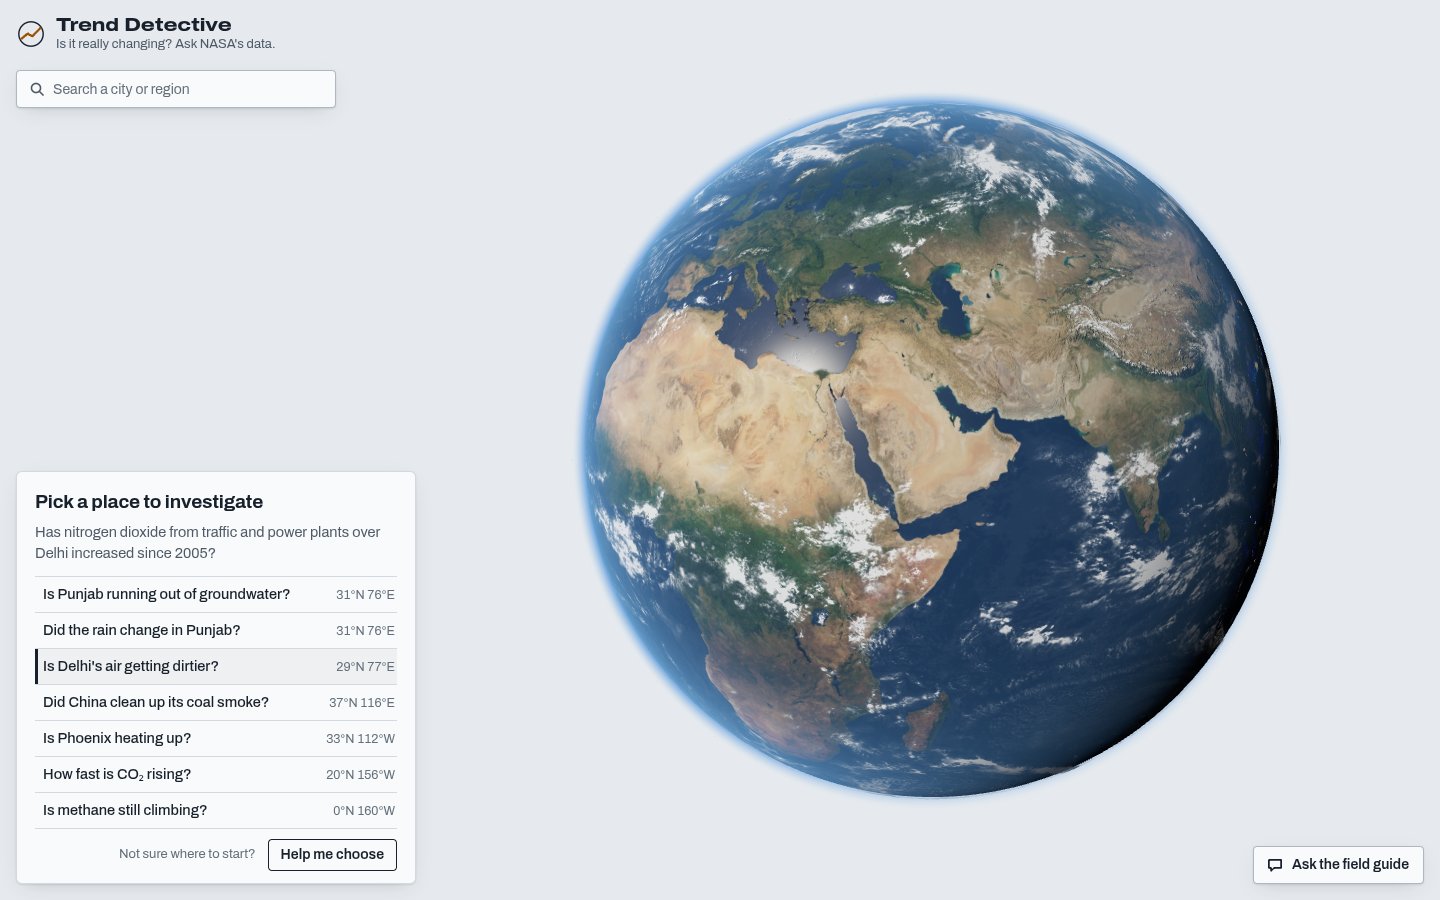 Trend Detective
Is it really changing? Ask NASA's data.
Search a city or region
Pick a place to investigate
Has nitrogen dioxide from traffic and power plants over
Delhi increased since 2005?
Is Punjab running out of groundwater? 31°N 76°E
Did the rain change in Punjab? 31°N 76°E
Is Delhi's air getting dirtier? 29°N 77°E
Did China clean up its coal smoke? 37°N 116°E
Is Phoenix heating up? 33°N 112°W
How fast is CO₂ rising? 20°N 156°W
Is methane still climbing? 0°N 160°W
Not sure where to start? Help me choose
Ask the field guide